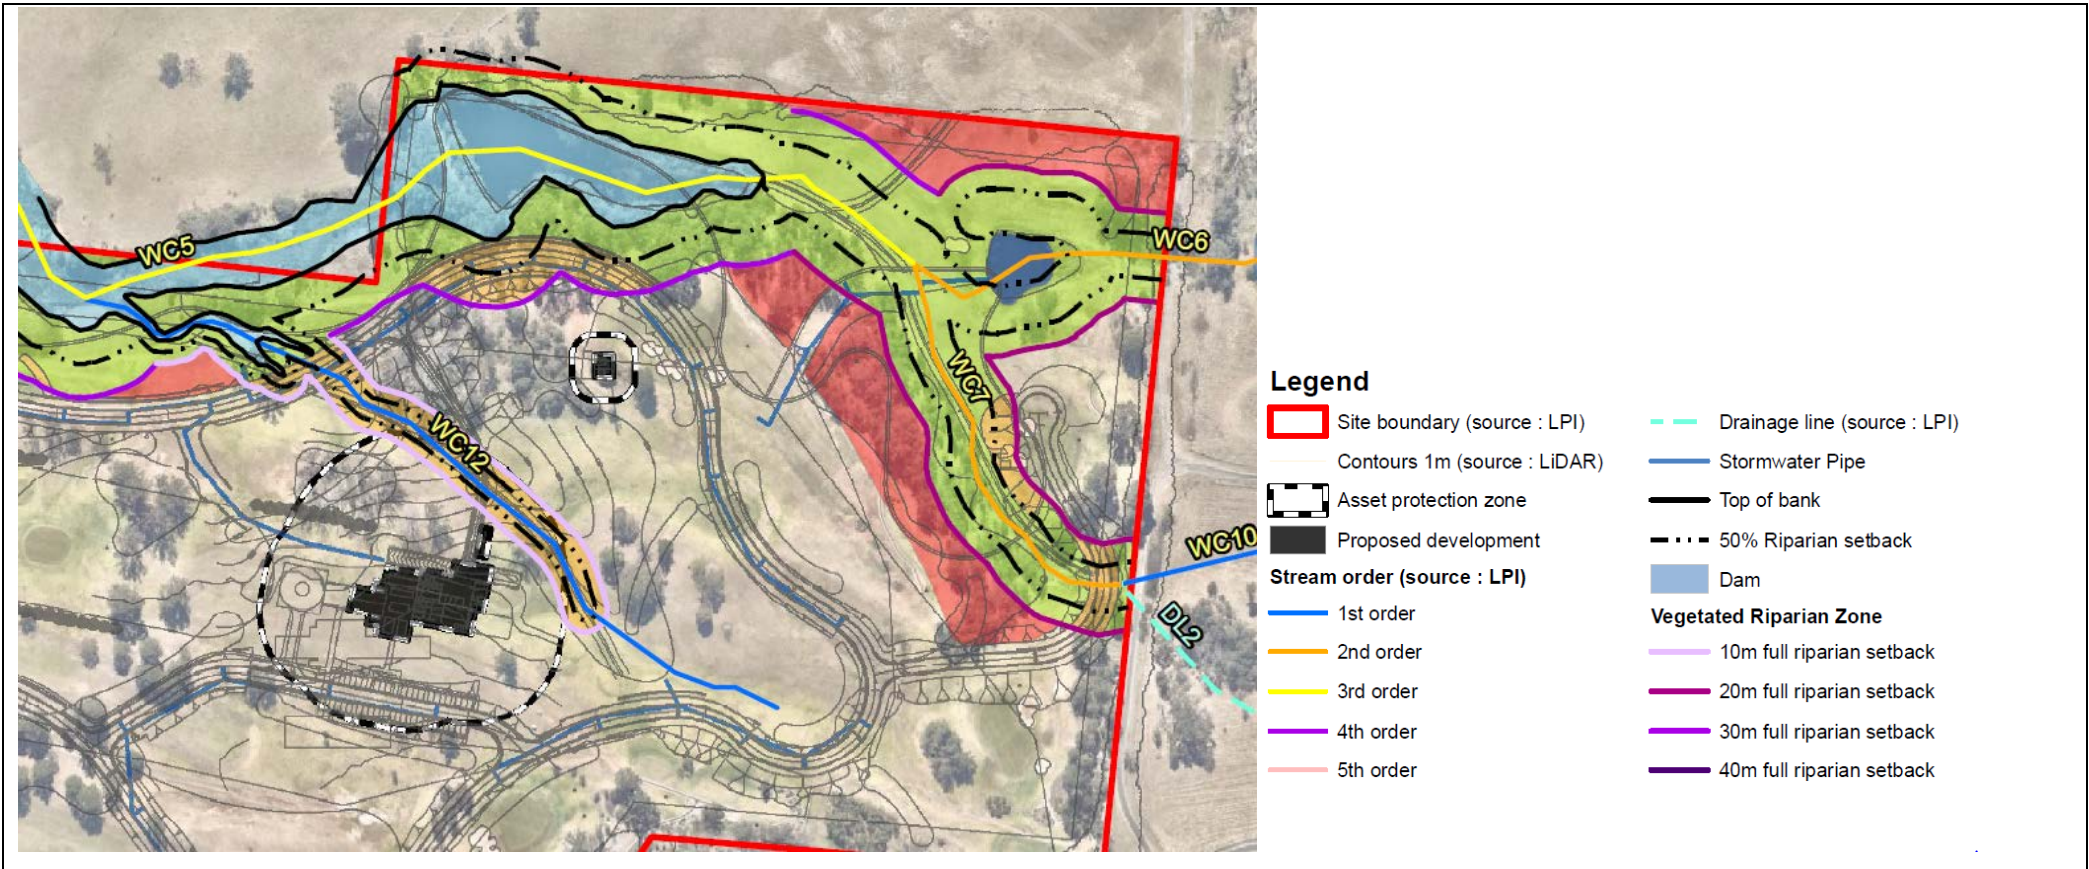 WC5
WC6
WC7
WC12
WC10
DL2
Legend
Site boundary (source : LPI)
Contours 1m (source : LiDAR)
Asset protection zone
Proposed development
Stream order (source : LPI)
1st order
2nd order
3rd order
4th order
5th order
Drainage line (source : LPI)
Stormwater Pipe
Top of bank
50% Riparian setback
Dam
Vegetated Riparian Zone
10m full riparian setback
20m full riparian setback
30m full riparian setback
40m full riparian setback